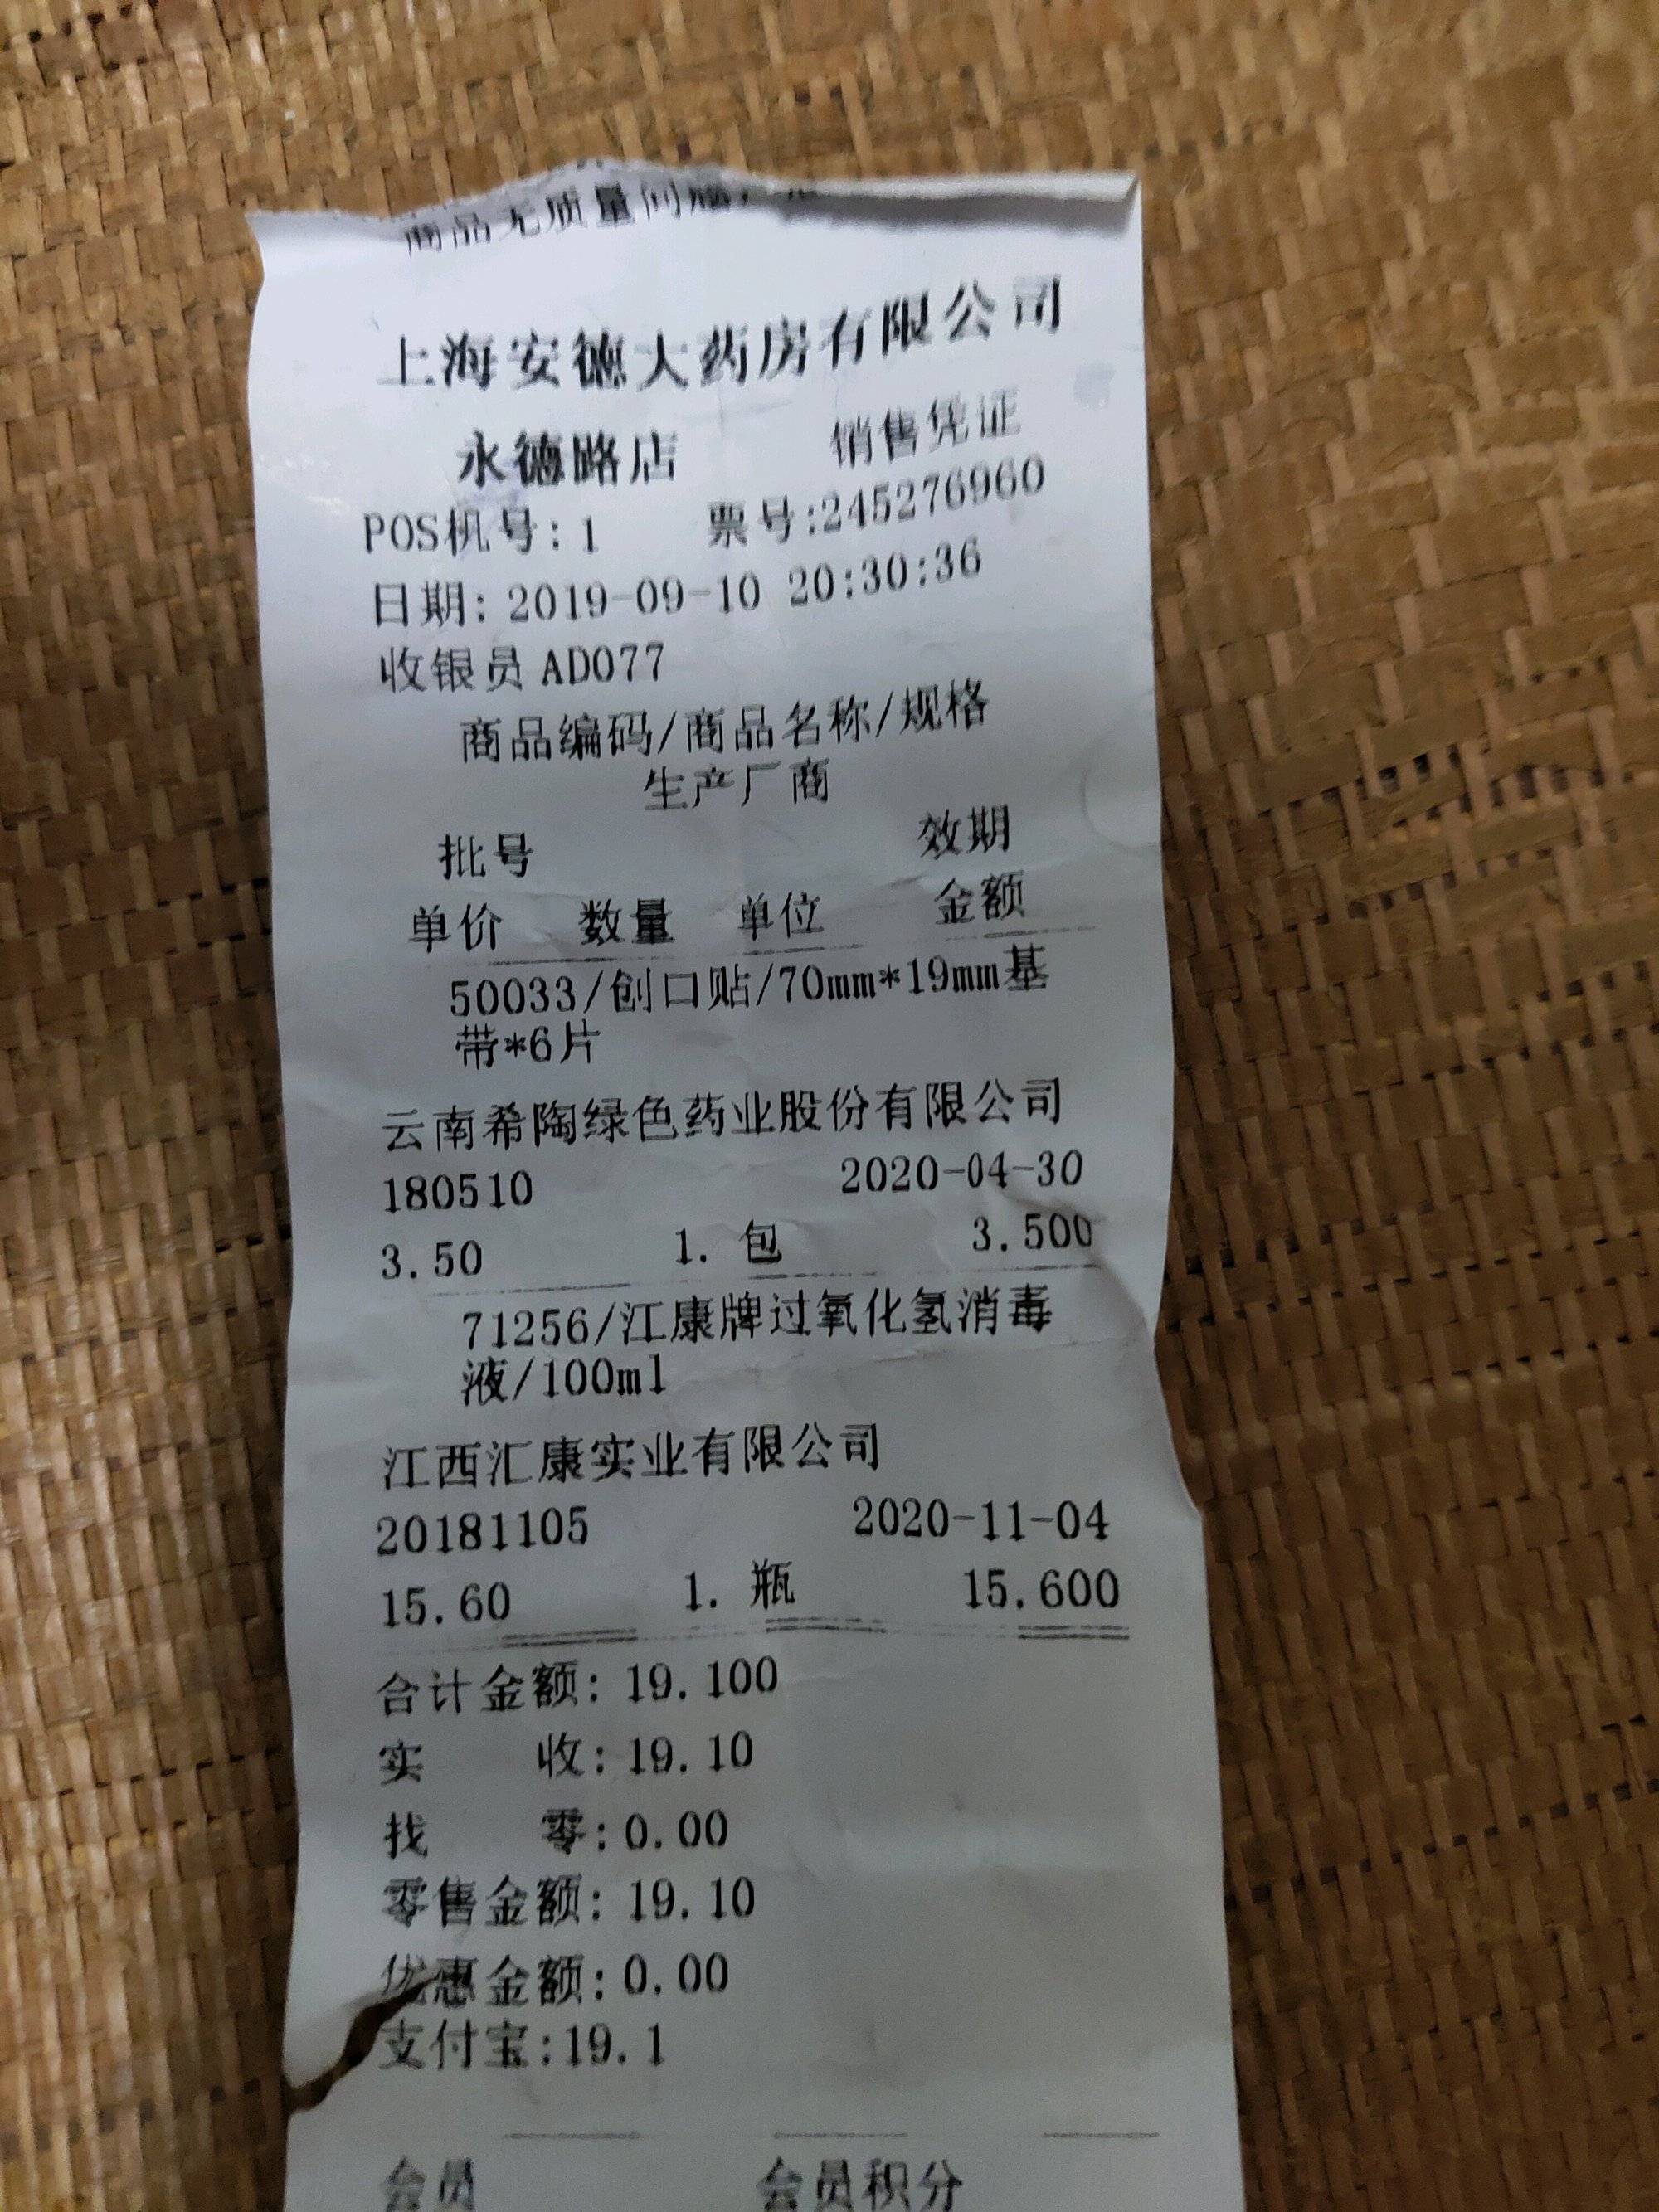 商品无质量问题，
上海安德大药房有限公司
永德路店 销售凭证
POS机号: 1 票号:245276960
日期: 2019-09-10 20:30:36
收银员 AD077
商品编码/商品名称/规格
生产厂商
批号 效期
单价 数量 单位 金额
50033/创口贴/70mm*19mm基
带*6片
云南希陶绿色药业股份有限公司
180510 2020-04-30
3.50 1. 包 3.500
71256/江康牌过氧化氢消毒
液/100ml
江西汇康实业有限公司
20181105 2020-11-04
15.60 1. 瓶 15.600
合计金额: 19.100
实 收: 19.10
找 零: 0.00
零售金额: 19.10
优惠金额: 0.00
支付宝:19.1
会员 会员积分